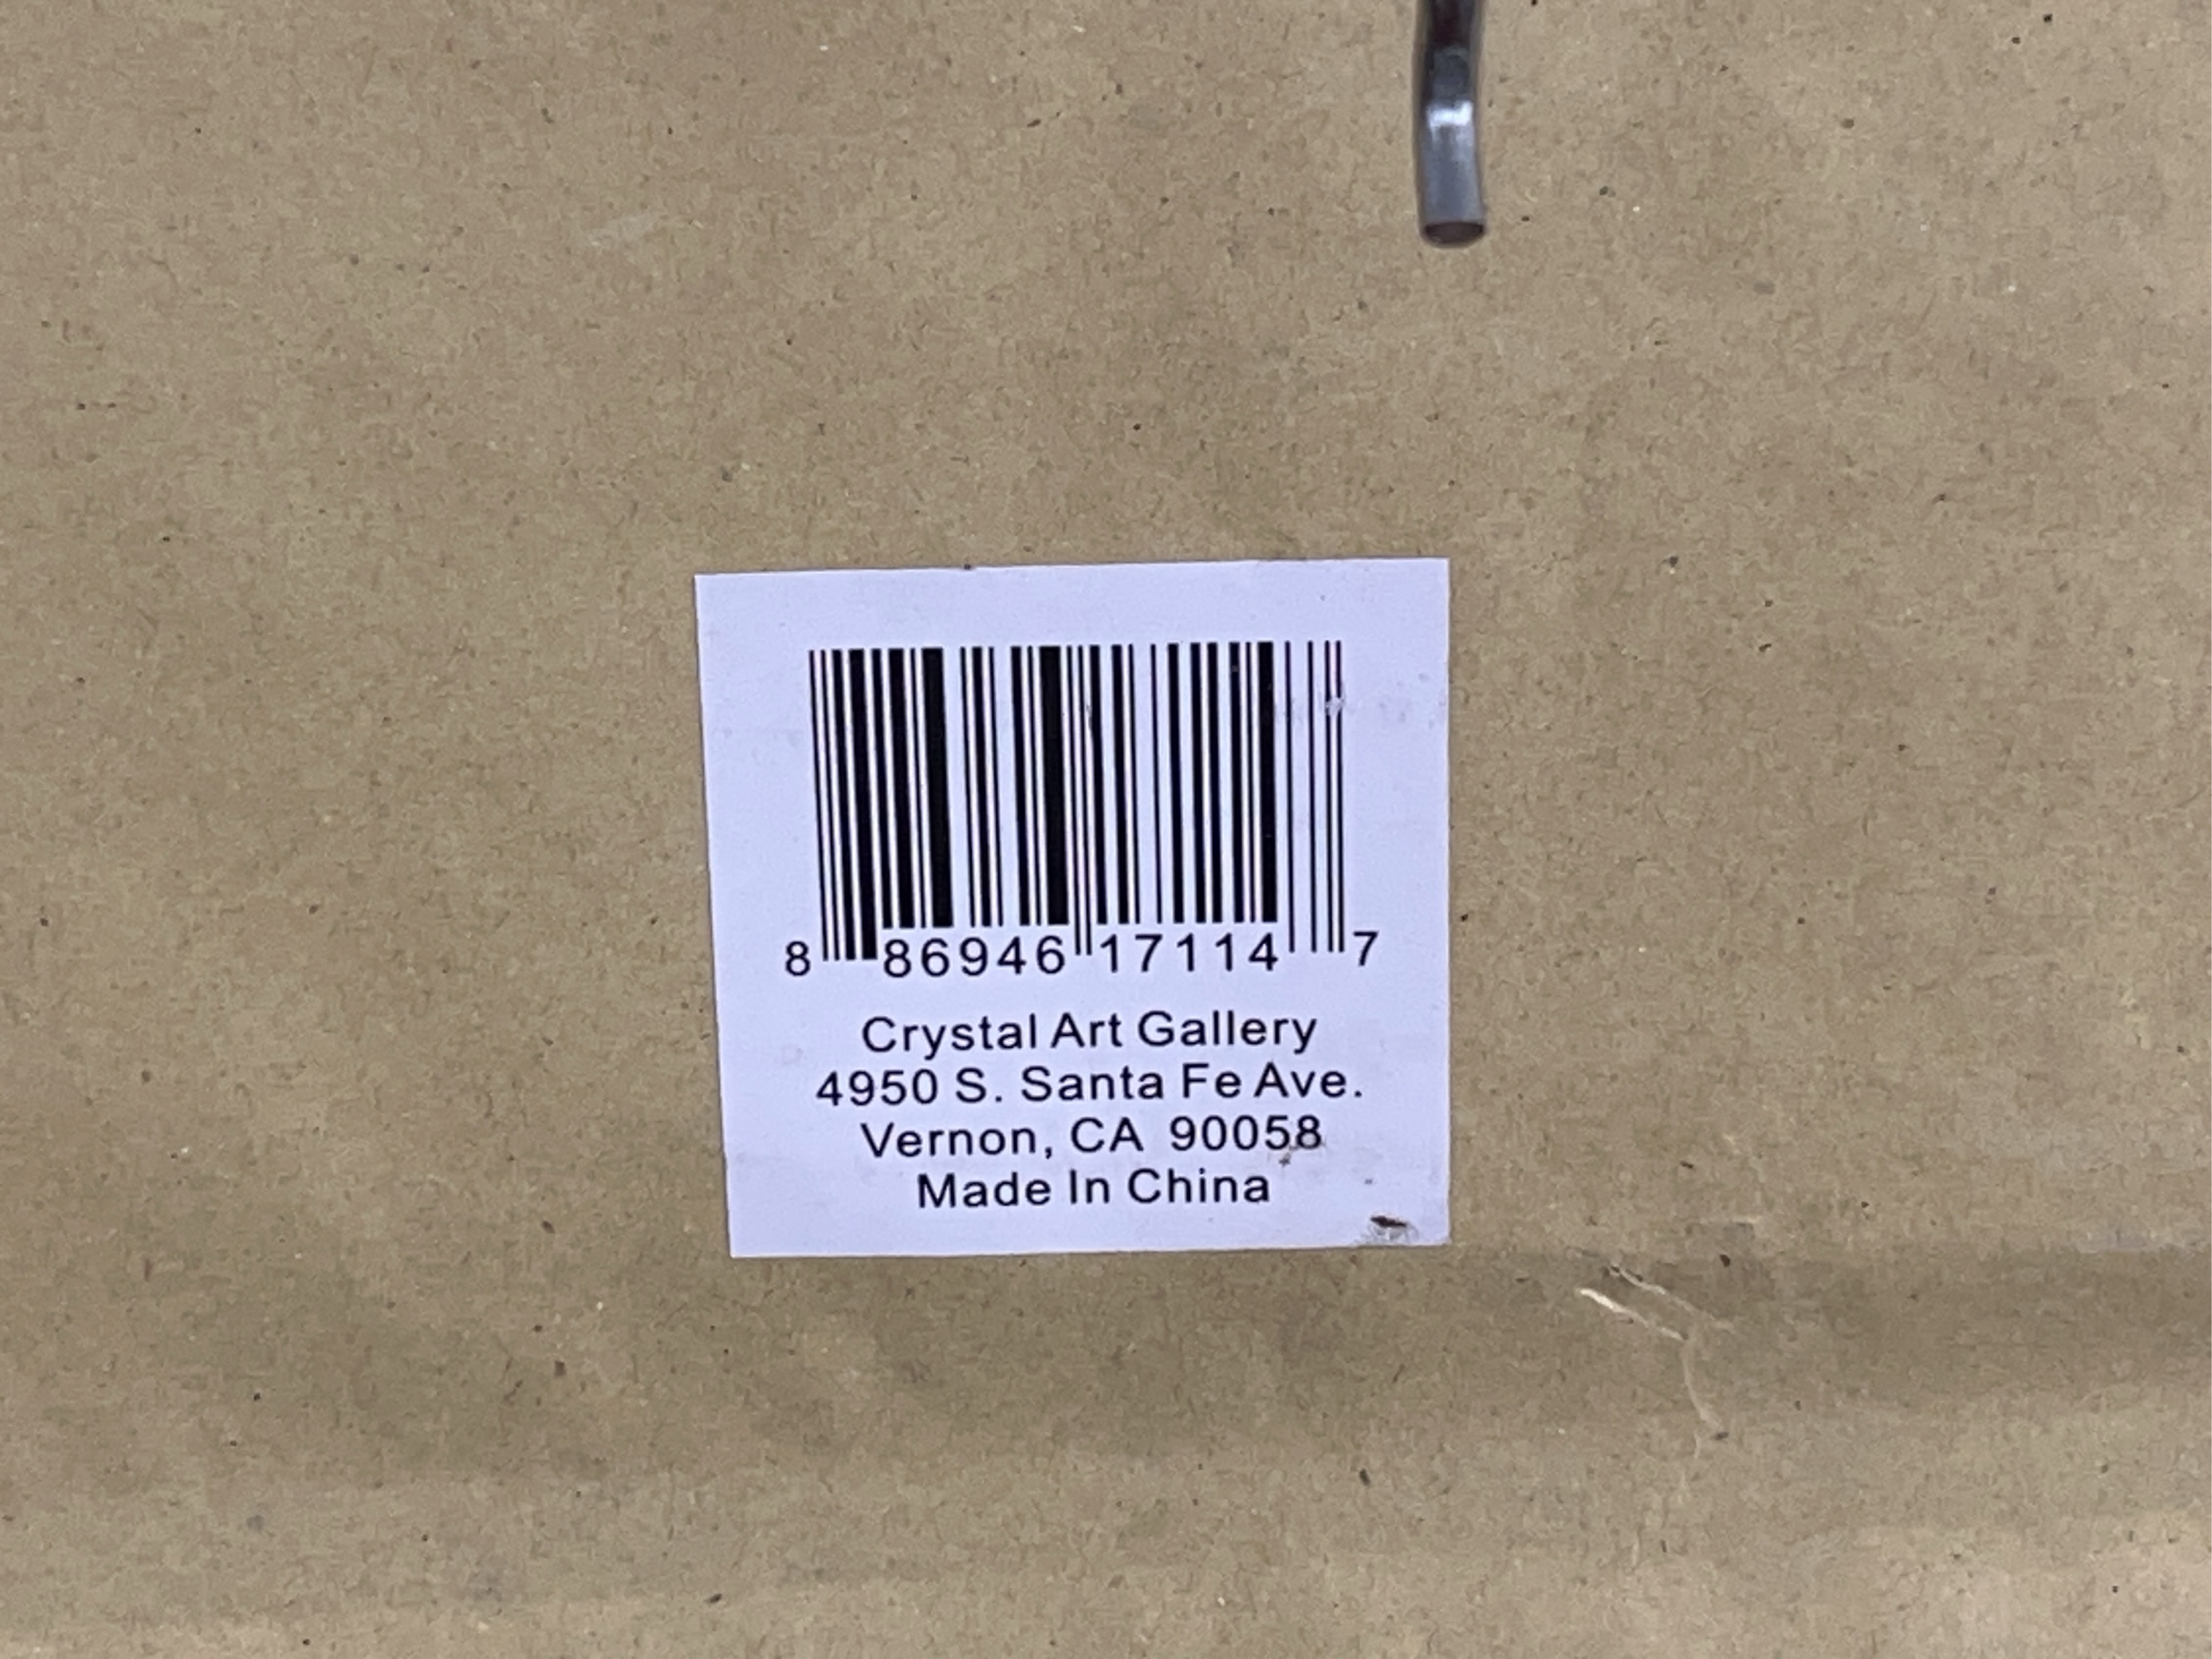 8 86946 17114 7
Crystal Art Gallery
4950 S. Santa Fe Ave.
Vernon, CA 90058
Made In China